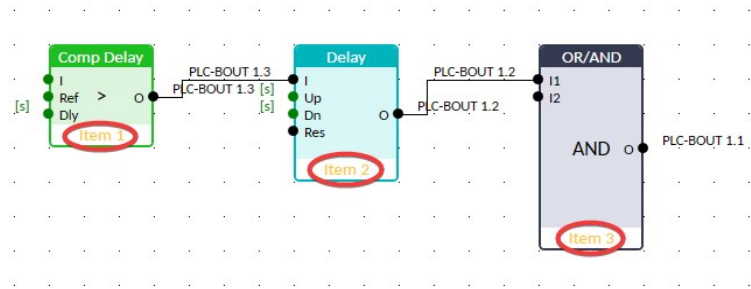 Comp Delay
I
Ref > O
Dly
[s]
Item 1
PLC-BOUT 1.3
PLC-BOUT 1.3
Delay
I
[s] Up
[s] Dn O
Res
Item 2
PLC-BOUT 1.2
PLC-BOUT 1.2
OR/AND
I1
I2
AND O
Item 3
PLC-BOUT 1.1